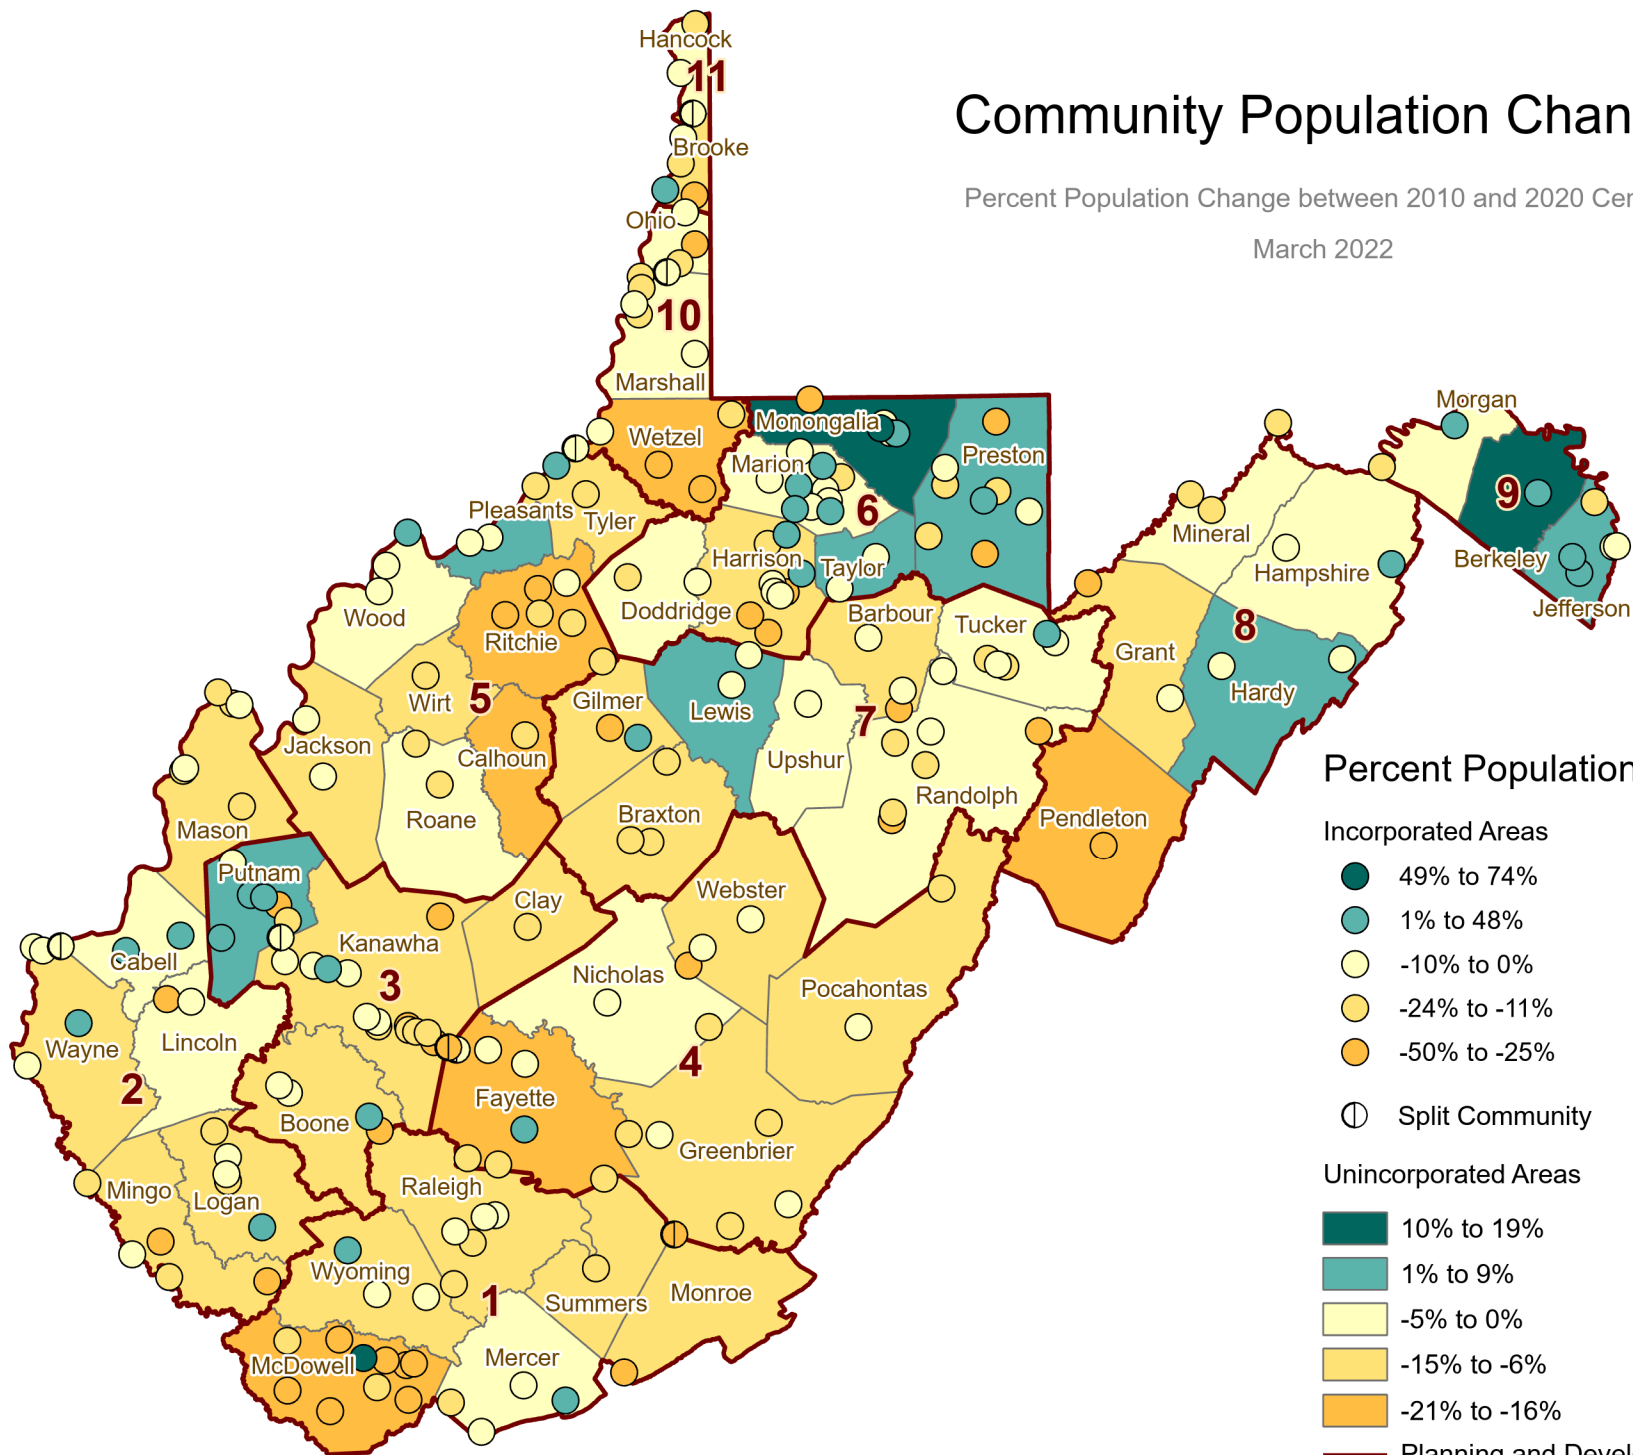 Community Population Chan
Percent Population Change between 2010 and 2020 Cen
March 2022
Hancock
11
Brooke
Ohio
10
Marshall
Wetzel
Monongalia
Marion
Preston
Morgan
9
Pleasants
Tyler
6
Mineral
Harrison
Taylor
Berkeley
Hampshire
Wood
Doddridge
Barbour
Jefferson
Ritchie
Tucker
8
Grant
Wirt
5
Gilmer
Lewis
7
Hardy
Jackson
Calhoun
Upshur
Roane
Randolph
Mason
Braxton
Pendleton
Putnam
Webster
Clay
Kanawha
Cabell
Nicholas
3
Pocahontas
Wayne
Lincoln
4
2
Fayette
Boone
Greenbrier
Mingo
Logan
Raleigh
Wyoming
1
Summers
Monroe
McDowell
Mercer
Percent Population
Incorporated Areas
49% to 74%
1% to 48%
-10% to 0%
-24% to -11%
-50% to -25%
Split Community
Unincorporated Areas
10% to 19%
1% to 9%
-5% to 0%
-15% to -6%
-21% to -16%
Planning and Devel